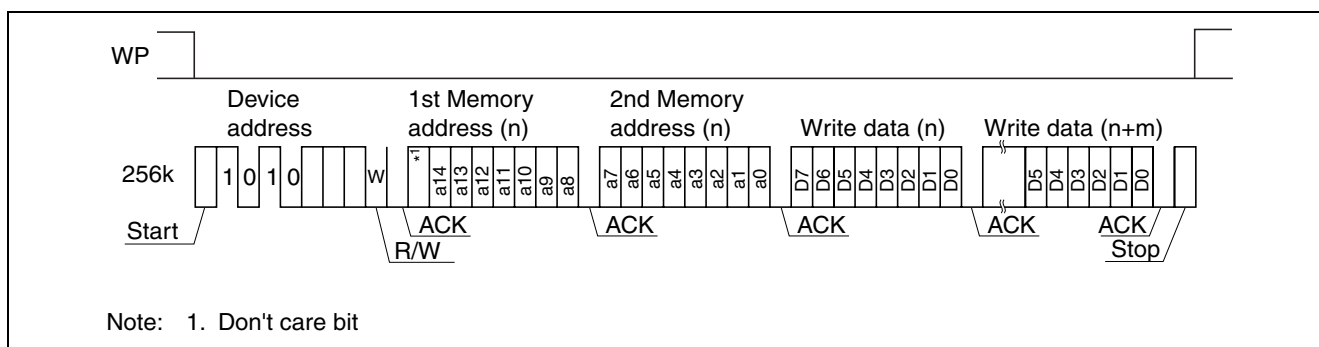 WP
Device address
1st Memory address (n)
2nd Memory address (n)
Write data (n)
Write data (n+m)
256k
1 0 1 0
W
*1 a14 a13 a12 a11 a10 a9 a8
a7 a6 a5 a4 a3 a2 a1 a0
D7 D6 D5 D4 D3 D2 D1 D0
D5 D4 D3 D2 D1 D0
Start
R/W
ACK
ACK
ACK
ACK
ACK
Stop
Note: 1. Don't care bit